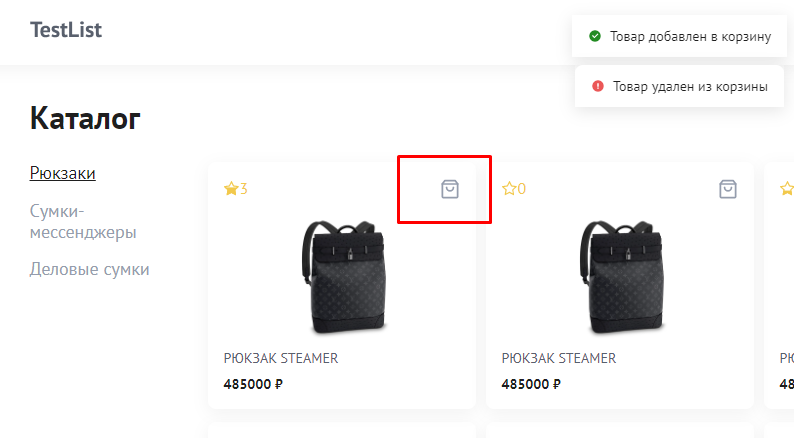 TestList
Товар добавлен в корзину
Товар удален из корзины
Каталог
Рюкзаки
Сумки-
мессенджеры
Деловые сумки
3
0
РЮКЗАК STEAMER
485000 ₽
РЮКЗАК STEAMER
485000 ₽